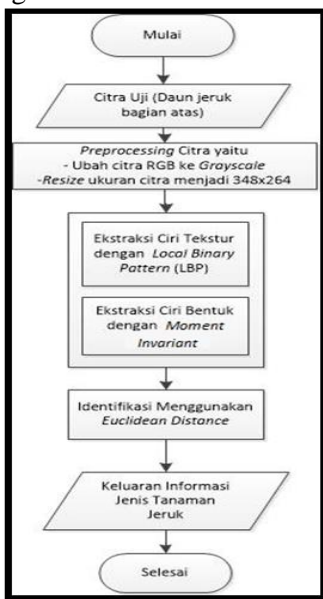 Mulai
Citra Uji (Daun jeruk
bagian atas)
Preprocessing Citra yaitu
- Ubah citra RGB ke Grayscale
-Resize ukuran citra menjadi 348x264
Ekstraksi Ciri Tekstur
dengan Local Binary
Pattern (LBP)
Ekstraksi Ciri Bentuk
dengan Moment
Invariant
Identifikasi Menggunakan
Euclidean Distance
Keluaran Informasi
Jenis Tanaman
Jeruk
Selesai